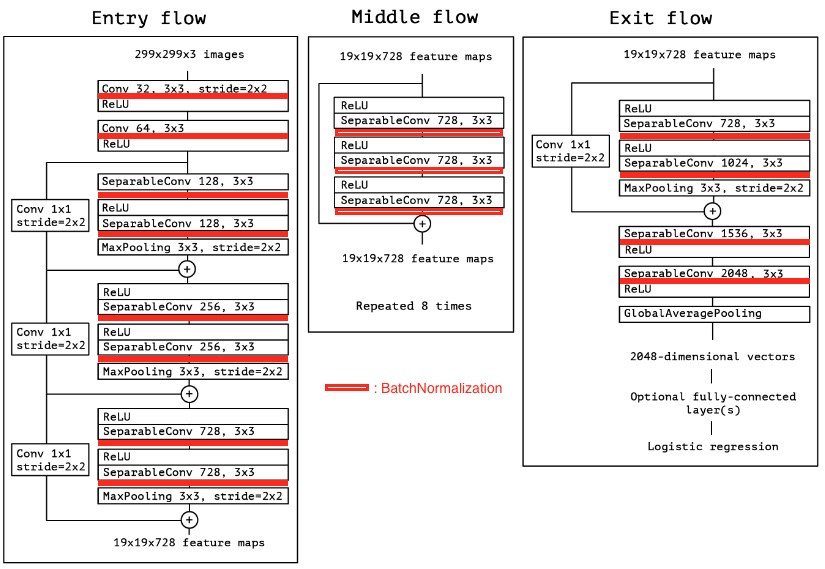 Entry flow
299x299x3 images
Conv 32, 3x3, stride=2x2
ReLU
Conv 64, 3x3
ReLU
Conv 1x1
stride=2x2
SeparableConv 128, 3x3
ReLU
SeparableConv 128, 3x3
MaxPooling 3x3, stride=2x2
+
Conv 1x1
stride=2x2
ReLU
SeparableConv 256, 3x3
ReLU
SeparableConv 256, 3x3
MaxPooling 3x3, stride=2x2
+
Conv 1x1
stride=2x2
ReLU
SeparableConv 728, 3x3
ReLU
SeparableConv 728, 3x3
MaxPooling 3x3, stride=2x2
+
19x19x728 feature maps
Middle flow
19x19x728 feature maps
ReLU
SeparableConv 728, 3x3
ReLU
SeparableConv 728, 3x3
ReLU
SeparableConv 728, 3x3
+
19x19x728 feature maps
Repeated 8 times
: BatchNormalization
Exit flow
19x19x728 feature maps
Conv 1x1
stride=2x2
ReLU
SeparableConv 728, 3x3
ReLU
SeparableConv 1024, 3x3
MaxPooling 3x3, stride=2x2
+
SeparableConv 1536, 3x3
ReLU
SeparableConv 2048, 3x3
ReLU
GlobalAveragePooling
2048-dimensional vectors
Optional fully-connected
layer(s)
Logistic regression